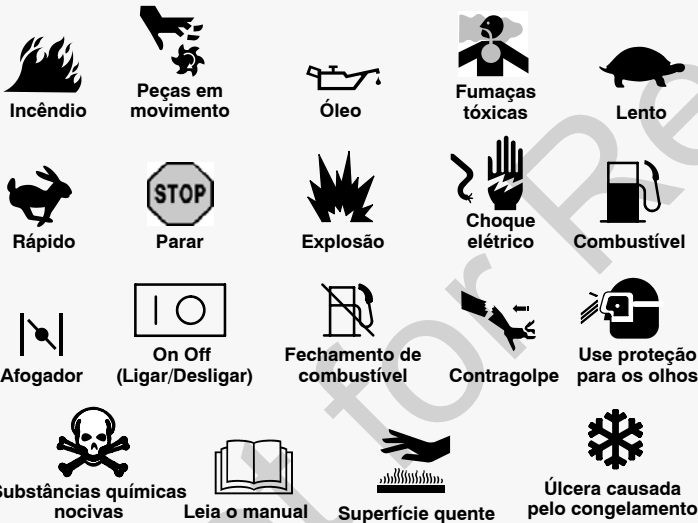 Incêndio
Peças em
movimento
Óleo
Fumaças
tóxicas
Lento
Rápido
STOP
Parar
Explosão
Choque
elétrico
Combustível
Afogador
On Off
(Ligar/Desligar)
Fechamento de
combustível
Contragolpe
Use proteção
para os olhos
Substâncias químicas
nocivas
Leia o manual
Superfície quente
Úlcera causada
pelo congelamento
for Re